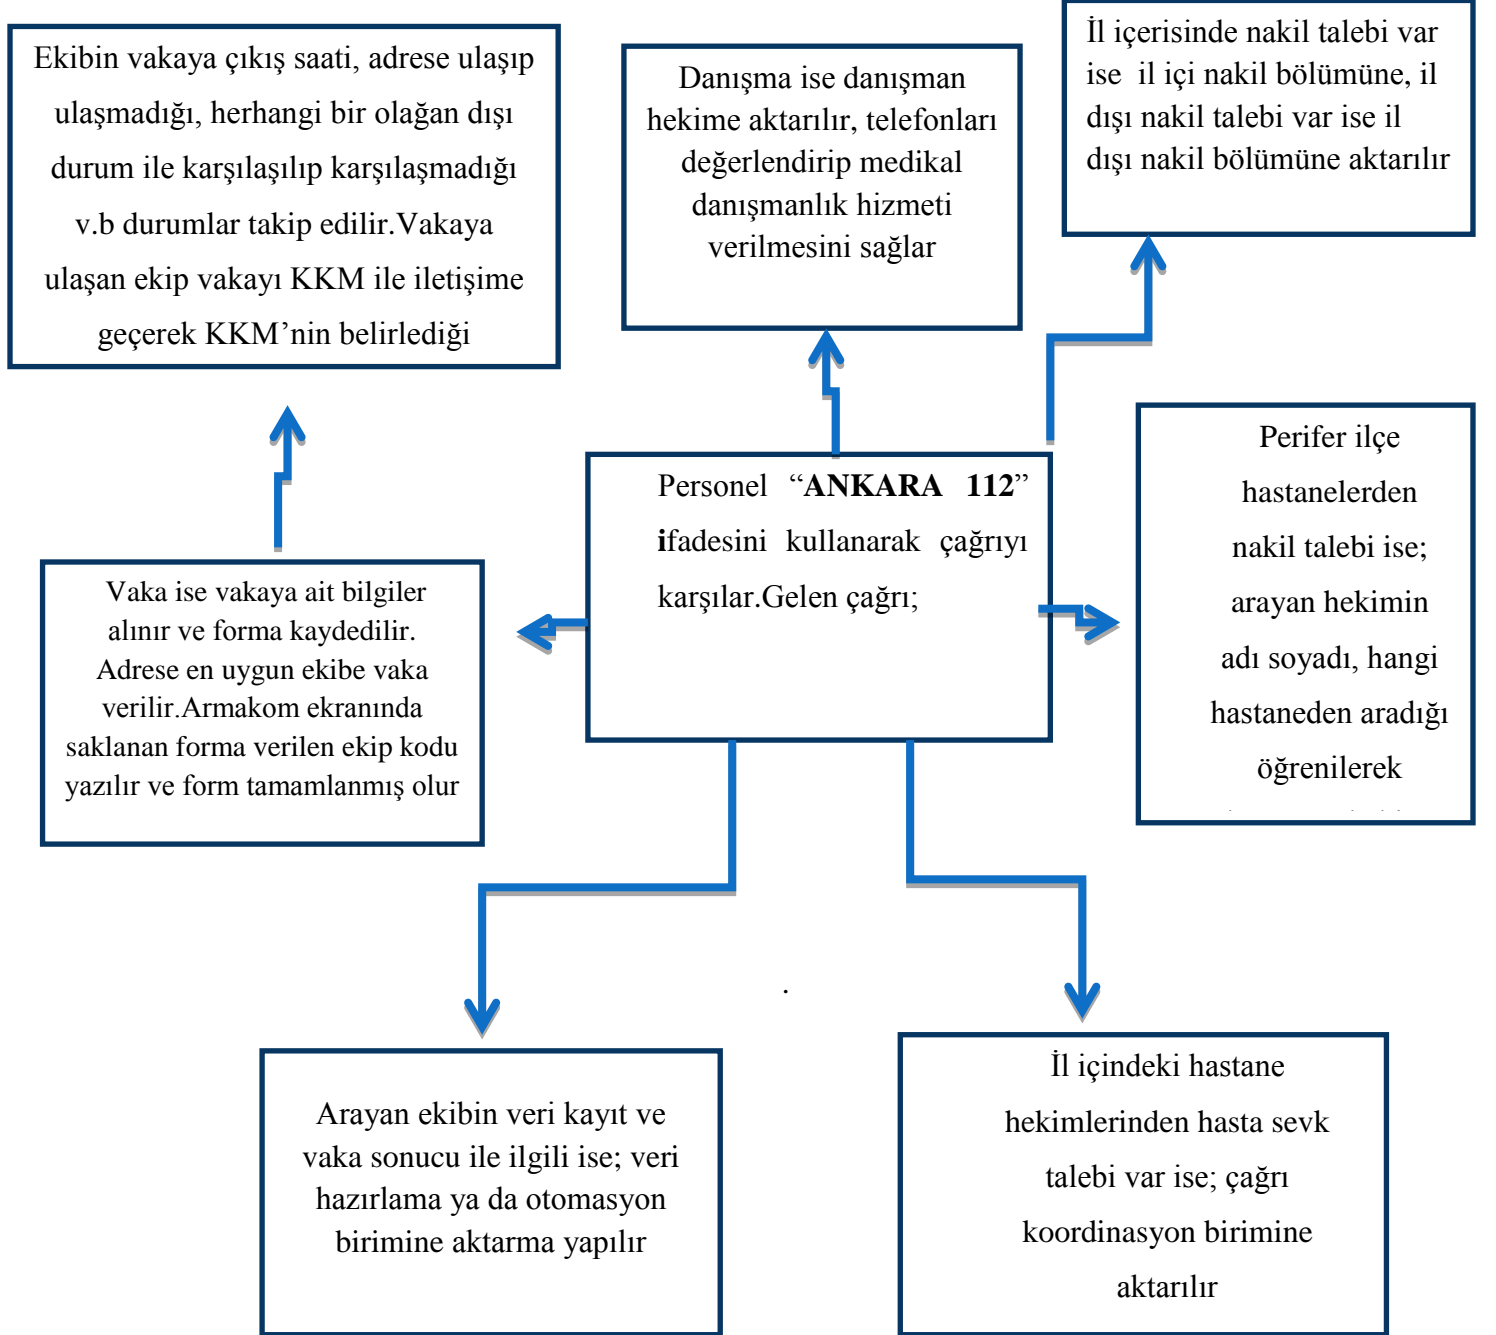 Ekibin vakaya çıkış saati, adrese ulaşıp
ulaşmadığı, herhangi bir olağan dışı
durum ile karşılaşılıp karşılaşmadığı
v.b durumlar takip edilir.Vakaya
ulaşan ekip vakayı KKM ile iletişime
geçerek KKM’nin belirlediği
Danışma ise danışman
hekime aktarılır, telefonları
değerlendirip medikal
danışmanlık hizmeti
verilmesini sağlar
İl içerisinde nakil talebi var
ise il içi nakil bölümüne, il
dışı nakil talebi var ise il
dışı nakil bölümüne aktarılır
Personel “ANKARA 112”
ifadesini kullanarak çağrıyı
karşılar.Gelen çağrı;
Perifer ilçe
hastanelerden
nakil talebi ise;
arayan hekimin
adı soyadı, hangi
hastaneden aradığı
öğrenilerek
Vaka ise vakaya ait bilgiler
alınır ve forma kaydedilir.
Adrese en uygun ekibe vaka
verilir.Armakom ekranında
saklanan forma verilen ekip kodu
yazılır ve form tamamlanmış olur
.
Arayan ekibin veri kayıt ve
vaka sonucu ile ilgili ise; veri
hazırlama ya da otomasyon
birimine aktarma yapılır
İl içindeki hastane
hekimlerinden hasta sevk
talebi var ise; çağrı
koordinasyon birimine
aktarılır